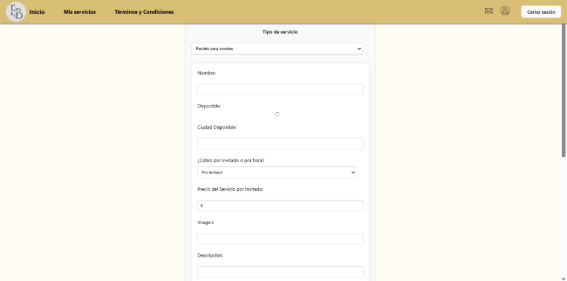 Inicio
Mis servicios
Términos y Condiciones
Cerrar sesión
Tipo de servicio
Recinto para eventos
Nombre:
Disponible:
Ciudad Disponible:
¿Cobro por invitado o por hora?
Por invitado
Precio del Servicio por Invitado:
Imagen:
Descripción: